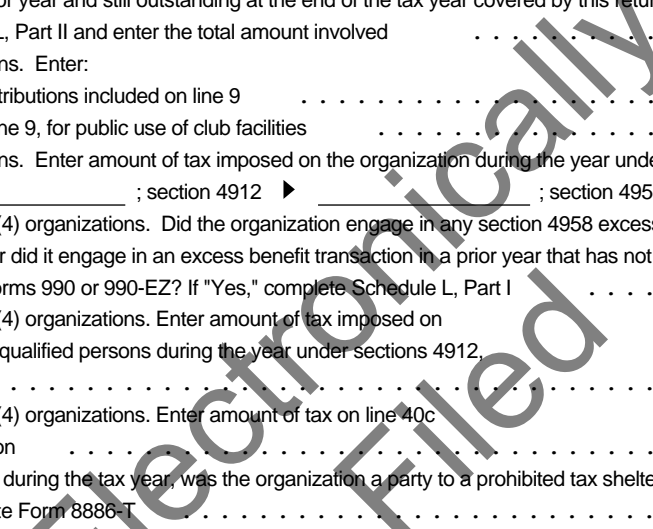 or year and still outstanding at the end of the tax year covered by this retur
L, Part II and enter the total amount involved . . . . . . . . . .
ns. Enter:
tributions included on line 9 . . . . . . . . . . . . . . . . . . .
ne 9, for public use of club facilities . . . . . . . . . . . . . . .
ns. Enter amount of tax imposed on the organization during the year unde
; section 4912 ▶ ; section 495
(4) organizations. Did the organization engage in any section 4958 excess
r did it engage in an excess benefit transaction in a prior year that has not
orms 990 or 990-EZ? If "Yes," complete Schedule L, Part I . . . .
(4) organizations. Enter amount of tax imposed on
qualified persons during the year under sections 4912,
. . . . . . . . . . . . . . . . . . . . . . . . . . . . . . . . . .
(4) organizations. Enter amount of tax on line 40c
on . . . . . . . . . . . . . . . . . . . . . . . . . . . . . . .
during the tax year, was the organization a party to a prohibited tax shelte
te Form 8886-T . . . . . . . . . . . . . . . . . . . . . . . . .
Electronically
Filed